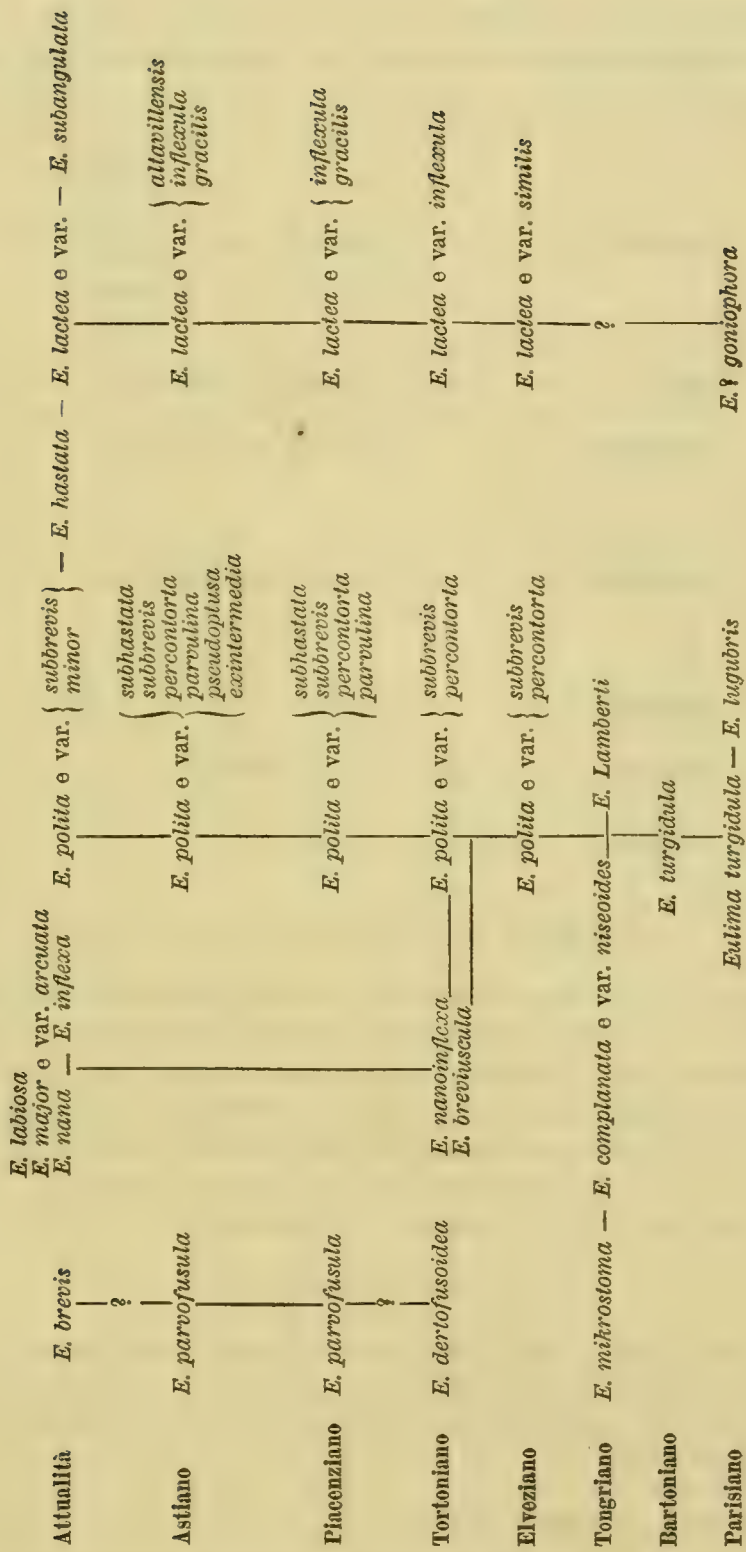 E. labiosa
E. major e var. arcuata
Attualità E. brevis E. nana — E. inflexa E. polita e var. { subbrevis minor } — E. hastata — E. lactea e var. — E. subangulata
?
Astiano E. parvofusula E. polita e var. { subhastata subbrevis percontorta parvulina pseudoptusa exintermedia E. lactea e var. { altavillensis inflexula gracilis
Piacenziano E. parvofusula E. polita e var. { subhastata subbrevis percontorta parvulina E. lactea e var. { inflexula gracilis
?
Tortoniano E. dertofusoidea E. nanoinflexa E. polita e var. { subbrevis percontorta E. lactea e var. inflexula
E. breviuscula
Elveziano E. polita e var. { subbrevis percontorta E. lactea e var. similis
Tongriano E. mikrostoma — E. complanata e var. niseoides — E. Lamberti ?
Bartoniano E. turgidula
Parisiano Eulima turgidula — E. lugubris E.? goniophora